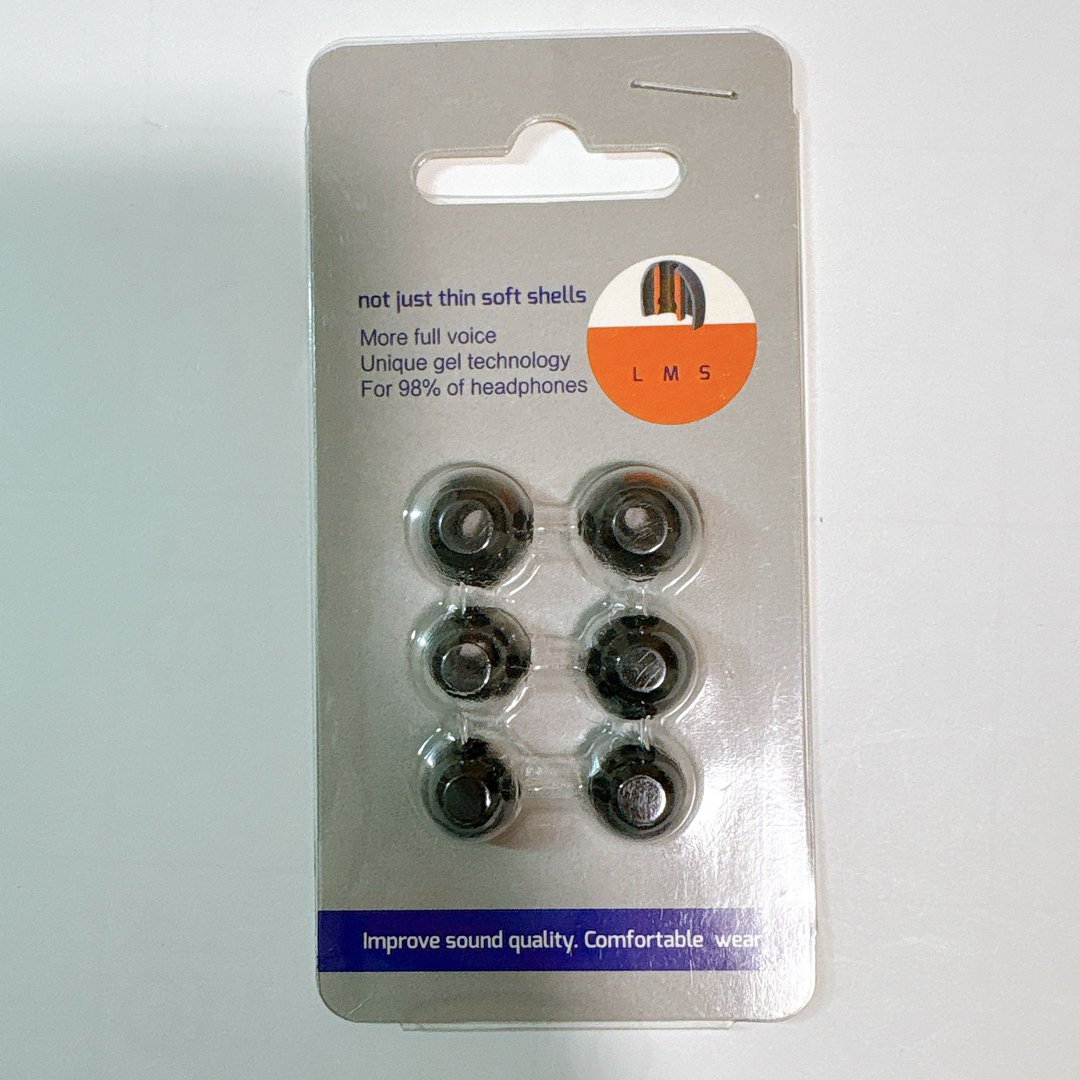 not just thin soft shells
More full voice
Unique gel technology
For 98% of headphones
L M S
Improve sound quality. Comfortable wear